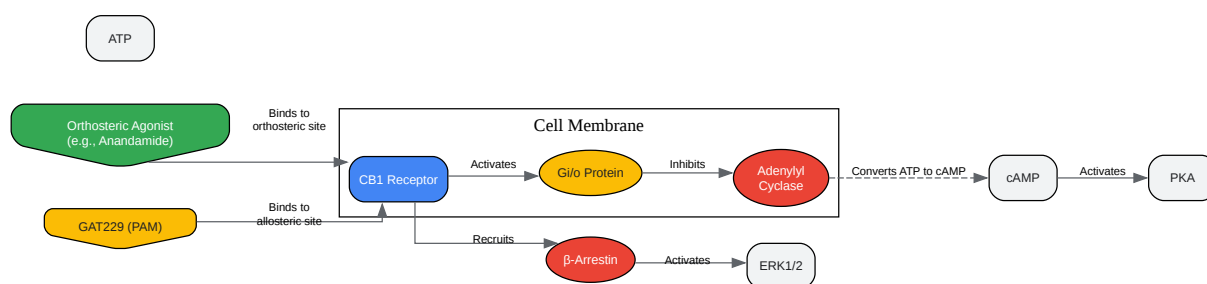 ATP
Orthosteric Agonist
(e.g., Anandamide)
Binds to
orthosteric site
Cell Membrane
CB1 Receptor
Activates
Gi/o Protein
Inhibits
Adenylyl
Cyclase
Converts ATP to cAMP
cAMP
Activates
PKA
GAT229 (PAM)
Binds to
allosteric site
Recruits
β-Arrestin
Activates
ERK1/2